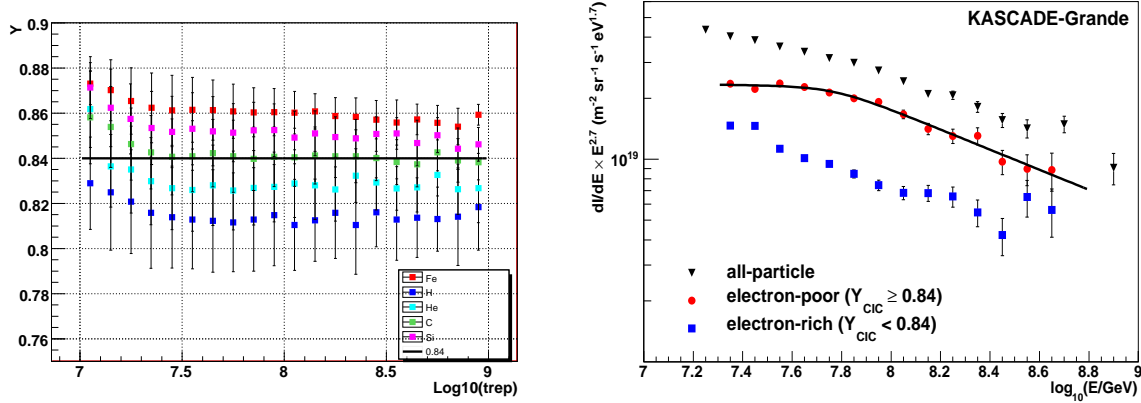 Y
0.9
0.88
0.86
0.84
0.82
0.8
0.78
0.76
7
7.5
8
8.5
9
Log10(trep)
Fe
H
He
C
Si
0.84
KASCADE-Grande
dI/dE × E^2.7 (m^-2 sr^-1 s^-1 eV^1.7)
10^19
all-particle
electron-poor (Y_CIC ≥ 0.84)
electron-rich (Y_CIC < 0.84)
7 7.2 7.4 7.6 7.8 8 8.2 8.4 8.6 8.8 9
log_10(E/GeV)